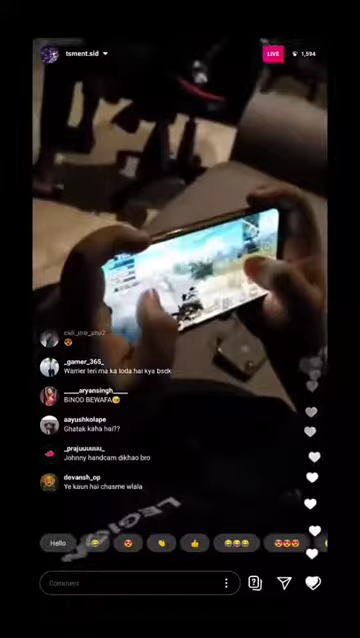 tsment.sid
LIVE
1,594
_gamer_365_
Warrier teri ma ka loda hai kya bsdk
_____aryansingh____
BINOD BEWAFA
aayushkolape
Ghatak kaha hai??
_prajuuuuuu_
Johnny handcam dikhao bro
devansh_op
Ye kaun hai chasme wlala
LEGION
Hello
Comment